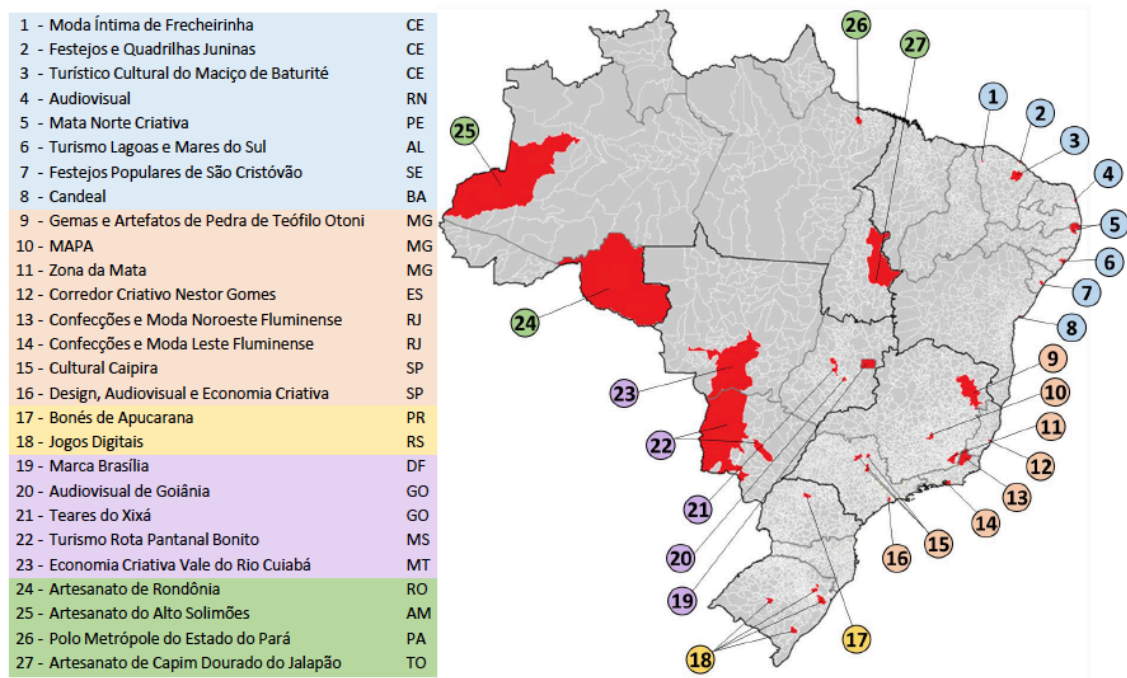 1 - Moda Íntima de Frecheirinha CE
2 - Festejos e Quadrilhas Juninas CE
3 - Turístico Cultural do Maciço de Baturité CE
4 - Audiovisual RN
5 - Mata Norte Criativa PE
6 - Turismo Lagoas e Mares do Sul AL
7 - Festejos Populares de São Cristóvão SE
8 - Candeal BA
9 - Gemas e Artefatos de Pedra de Teófilo Otoni MG
10 - MAPA MG
11 - Zona da Mata MG
12 - Corredor Criativo Nestor Gomes ES
13 - Confecções e Moda Noroeste Fluminense RJ
14 - Confecções e Moda Leste Fluminense RJ
15 - Cultural Caipira SP
16 - Design, Audiovisual e Economia Criativa SP
17 - Bonés de Apucarana PR
18 - Jogos Digitais RS
19 - Marca Brasília DF
20 - Audiovisual de Goiânia GO
21 - Teares do Xixá GO
22 - Turismo Rota Pantanal Bonito MS
23 - Economia Criativa Vale do Rio Cuiabá MT
24 - Artesanato de Rondônia RO
25 - Artesanato do Alto Solimões AM
26 - Polo Metrópole do Estado do Pará PA
27 - Artesanato de Capim Dourado do Jalapão TO
26
27
1
2
25
3
4
5
6
7
24
8
9
23
10
11
22
12
13
21
14
15
20
16
19
17
18